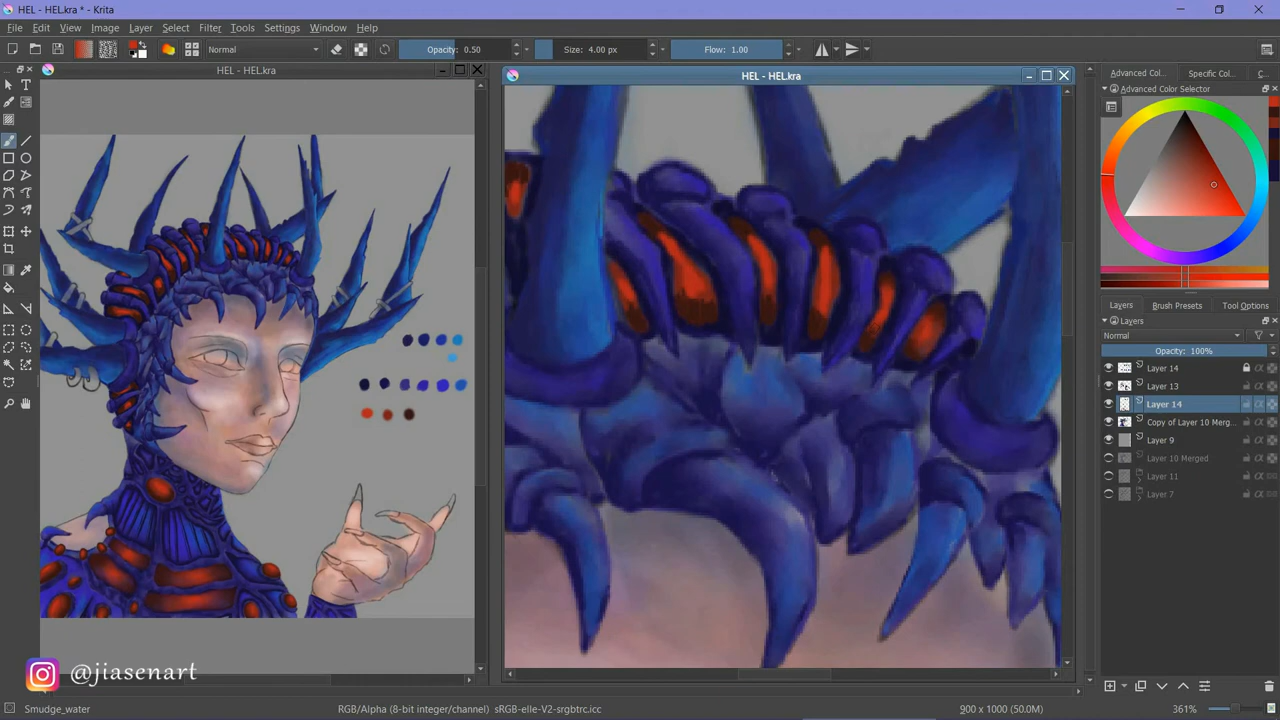 HEL - HEL.kra * - Krita
File Edit View Image Layer Select Filter Tools Settings Window Help
Normal Opacity: 0.50 Size: 4.00 px Flow: 1.00
HEL - HEL.kra
HEL - HEL.kra
Advanced Col... Specific Col... C...
Advanced Color Selector
Layers Brush Presets Tool Options
Layers
Normal
Opacity: 100%
Layer 14
Layer 13
Layer 14
Copy of Layer 10 Merg...
Layer 9
Layer 10 Merged
Layer 11
Layer 7
@jiasenart
Smudge_water RGB/Alpha (8-bit integer/channel) sRGB-elle-V2-srgbtrc.icc 900 x 1000 (50.0M) 361%